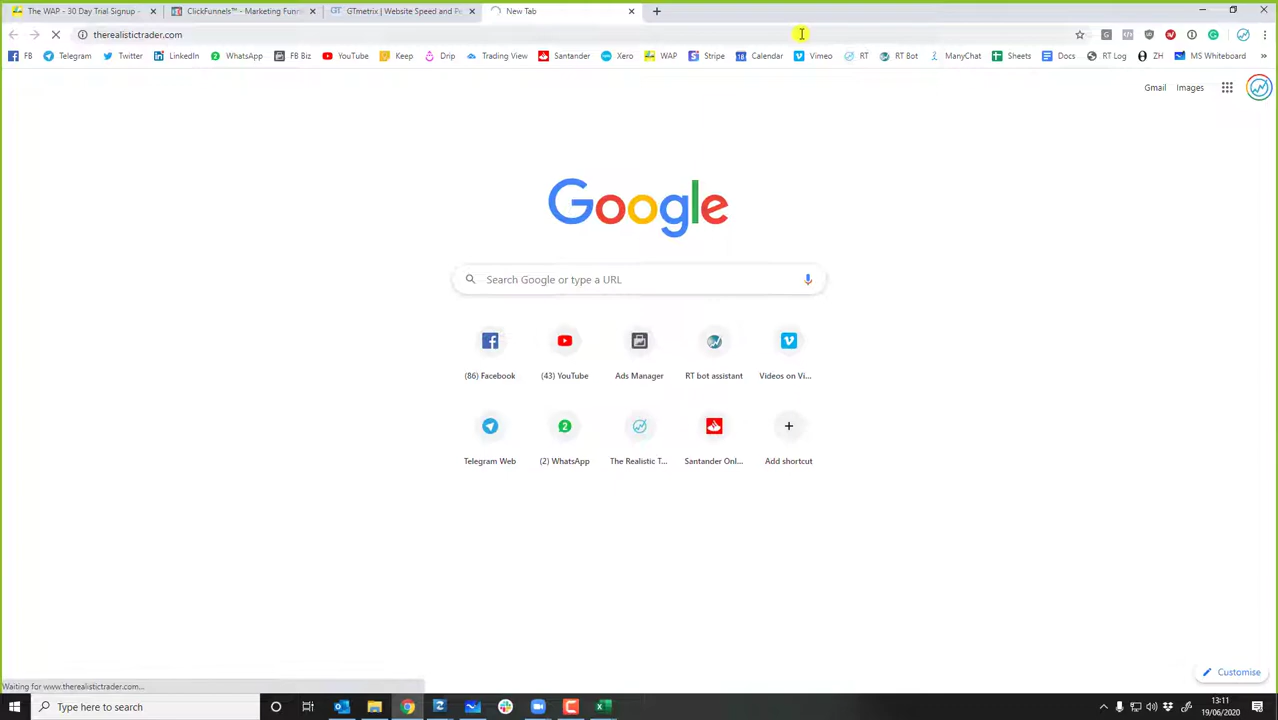 The WAP - 30 Day Trial Signup - ClickFunnels™ - Marketing Funn GTmetrix | Website Speed and Pe New Tab
therealistictrader.com
FB Telegram Twitter LinkedIn WhatsApp FB Biz YouTube Keep Drip Trading View Santander Xero WAP Stripe Calendar Vimeo RT RT Bot ManyChat Sheets Docs RT Log ZH MS Whiteboard »
Gmail Images
Google
Search Google or type a URL
(86) Facebook (43) YouTube Ads Manager RT bot assistant Videos on Vi...
Telegram Web (2) WhatsApp The Realistic T... Santander Onl... Add shortcut
Customise
Waiting for www.therealistictrader.com...
Type here to search
13:11
19/06/2020